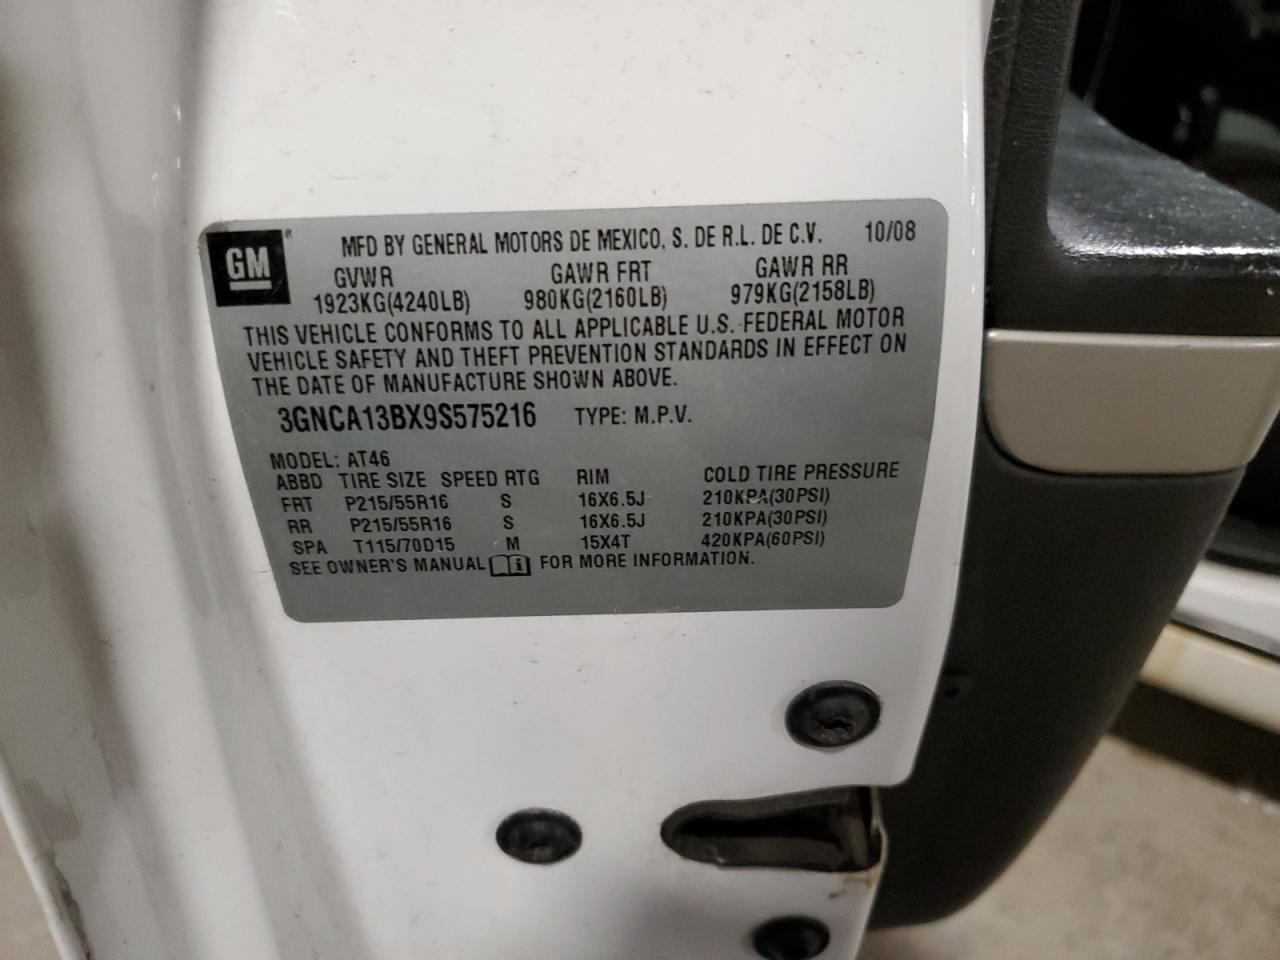 GM ® MFD BY GENERAL MOTORS DE MEXICO, S. DE R.L. DE C.V. 10/08
GVWR GAWR FRT GAWR RR
1923KG(4240LB) 980KG(2160LB) 979KG(2158LB)
THIS VEHICLE CONFORMS TO ALL APPLICABLE U.S. FEDERAL MOTOR
VEHICLE SAFETY AND THEFT PREVENTION STANDARDS IN EFFECT ON
THE DATE OF MANUFACTURE SHOWN ABOVE.
3GNCA13BX9S575216 TYPE: M.P.V.
MODEL: AT46
ABBD TIRE SIZE SPEED RTG RIM COLD TIRE PRESSURE
FRT P215/55R16 S 16X6.5J 210KPA(30PSI)
RR P215/55R16 S 16X6.5J 210KPA(30PSI)
SPA T115/70D15 M 15X4T 420KPA(60PSI)
SEE OWNER'S MANUAL i FOR MORE INFORMATION.